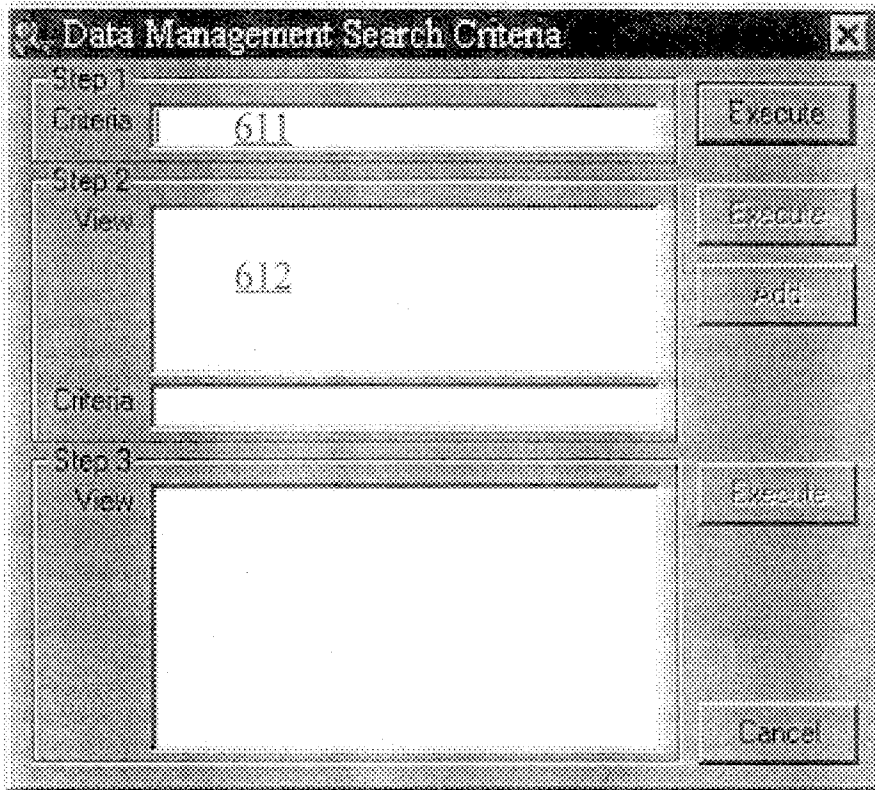 Data Management Search Criteria
Step 1
Criteria 611 Execute
Step 2
View Execute
612 Add
Criteria
Step 3
View Execute
Cancel